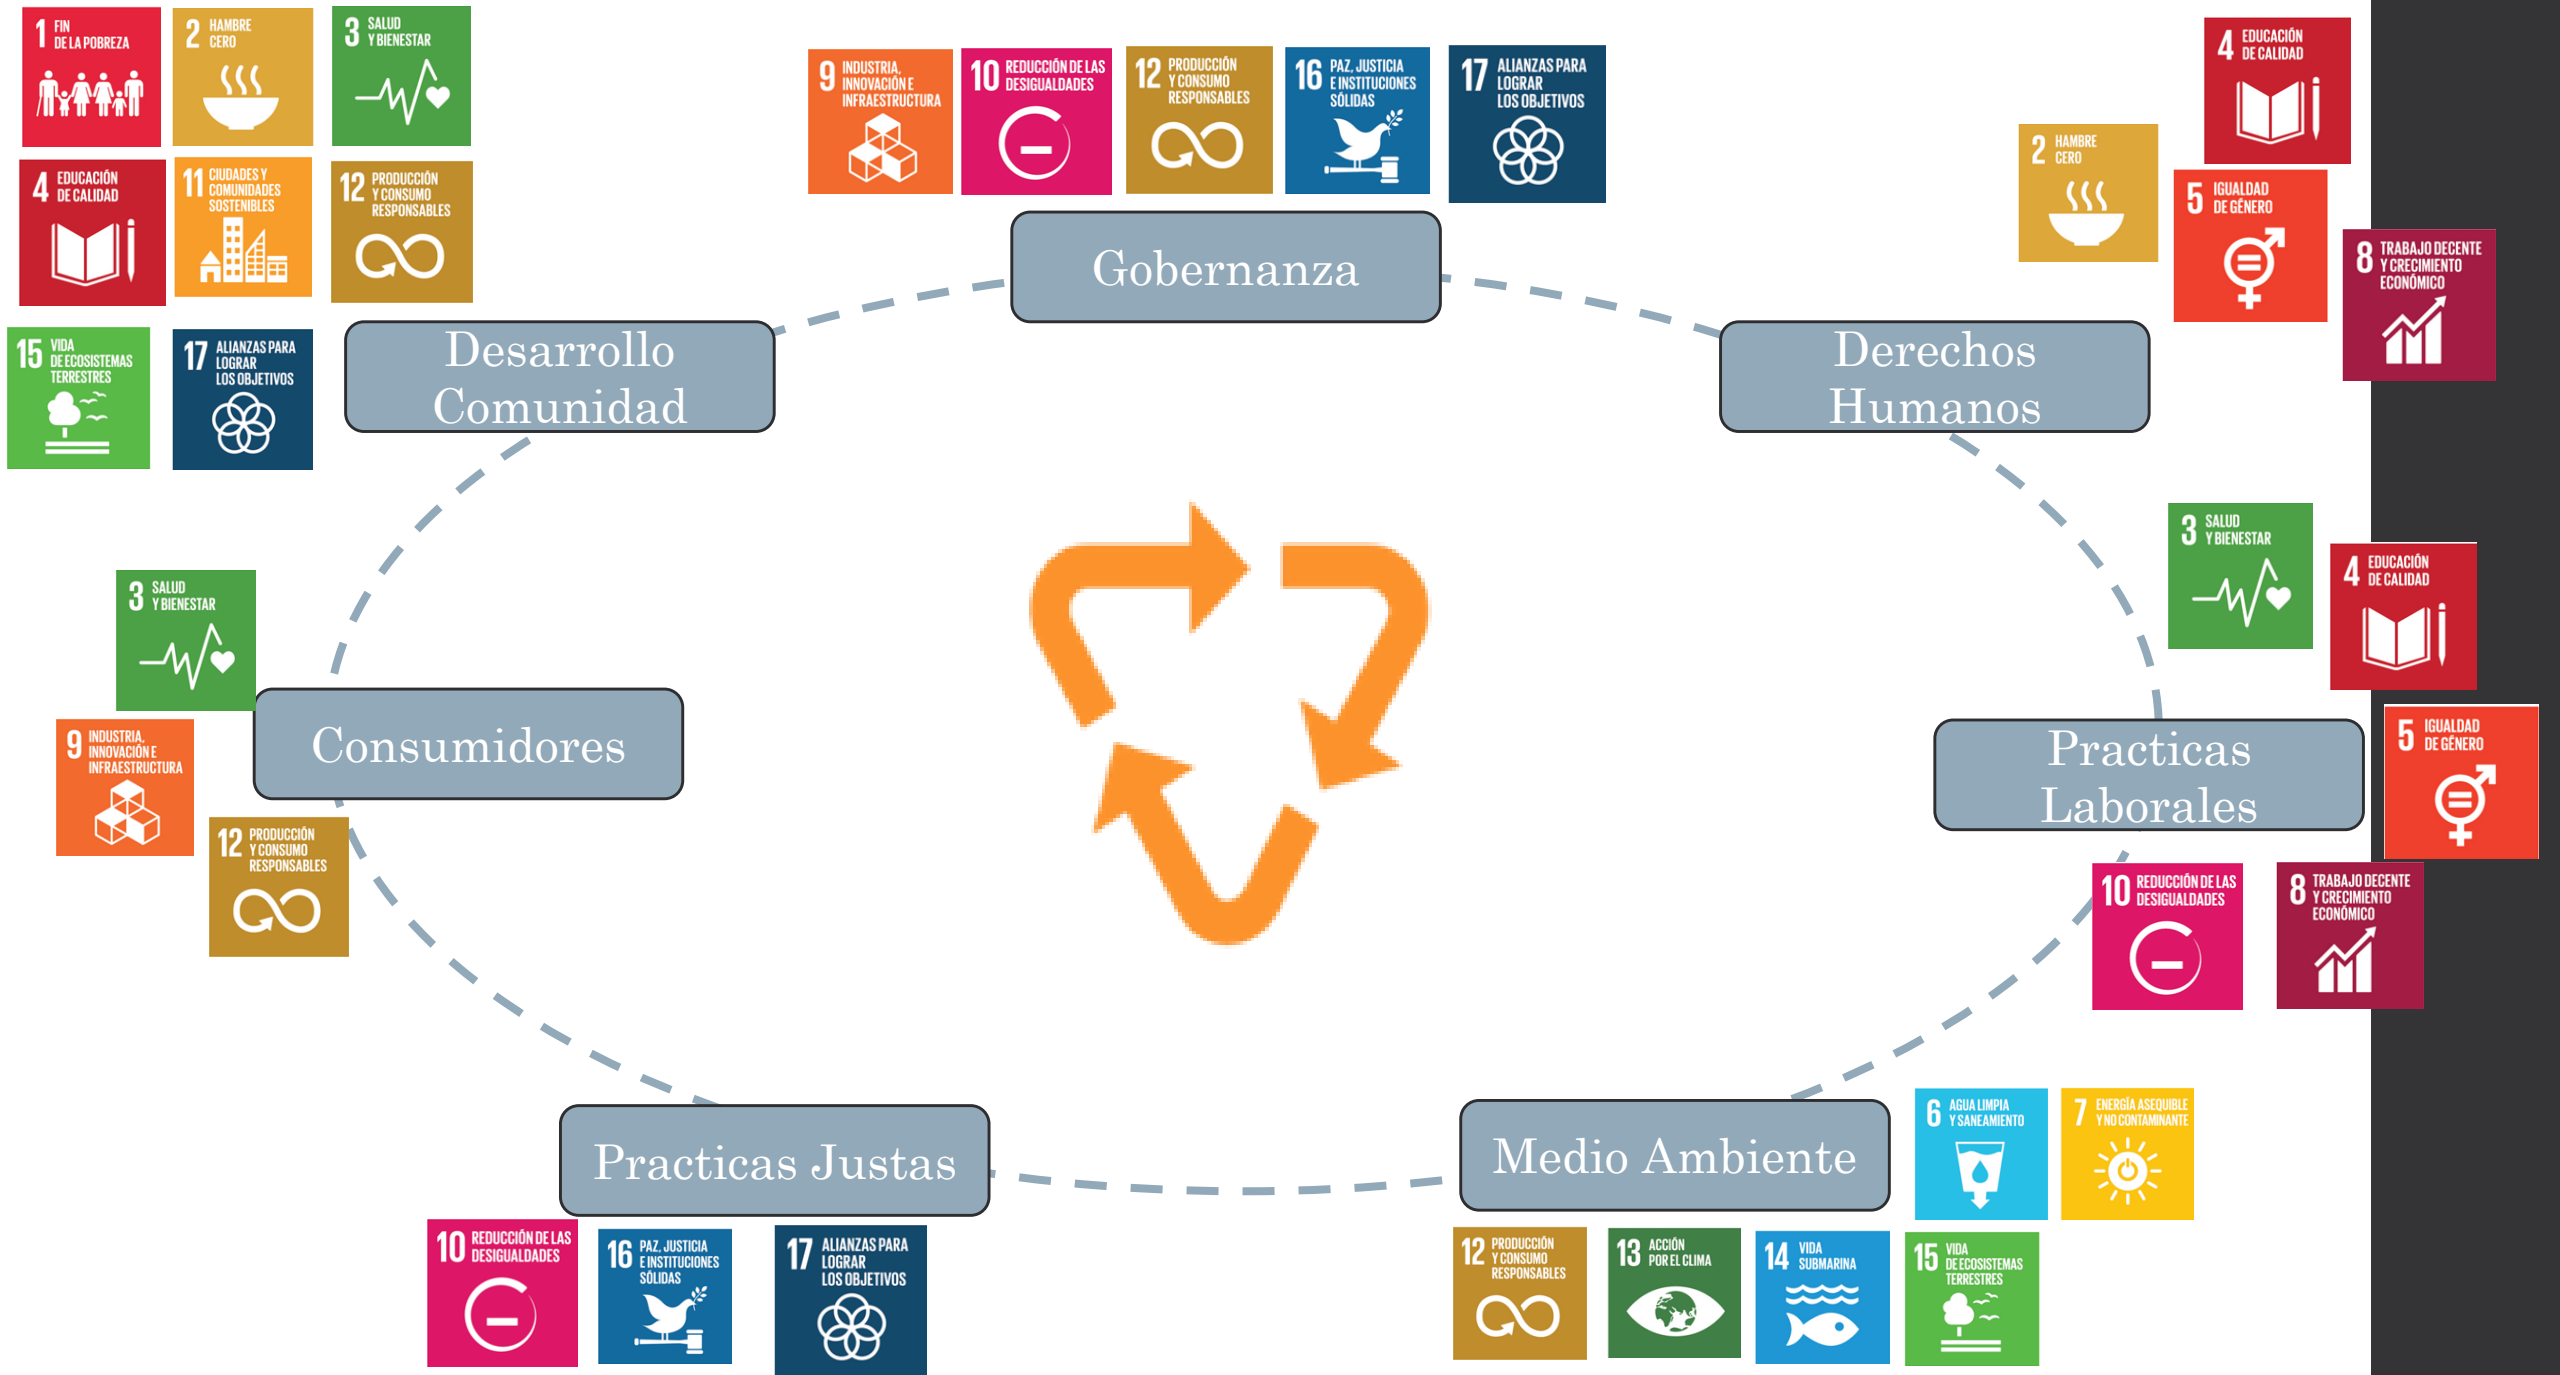 1 FIN
DE LA POBREZA
2 HAMBRE
CERO
3 SALUD
Y BIENESTAR
4 EDUCACIÓN
DE CALIDAD
11 CIUDADES Y
COMUNIDADES
SOSTENIBLES
12 PRODUCCIÓN
Y CONSUMO
RESPONSABLES
15 VIDA
DE ECOSISTEMAS
TERRESTRES
17 ALIANZAS PARA
LOGRAR
LOS OBJETIVOS
Desarrollo
Comunidad
9 INDUSTRIA,
INNOVACIÓN E
INFRAESTRUCTURA
10 REDUCCIÓN DE LAS
DESIGUALDADES
12 PRODUCCIÓN
Y CONSUMO
RESPONSABLES
16 PAZ, JUSTICIA
E INSTITUCIONES
SÓLIDAS
17 ALIANZAS PARA
LOGRAR
LOS OBJETIVOS
Gobernanza
4 EDUCACIÓN
DE CALIDAD
2 HAMBRE
CERO
5 IGUALDAD
DE GÉNERO
8 TRABAJO DECENTE
Y CRECIMIENTO
ECONÓMICO
Derechos
Humanos
3 SALUD
Y BIENESTAR
4 EDUCACIÓN
DE CALIDAD
5 IGUALDAD
DE GÉNERO
Practicas
Laborales
10 REDUCCIÓN DE LAS
DESIGUALDADES
8 TRABAJO DECENTE
Y CRECIMIENTO
ECONÓMICO
3 SALUD
Y BIENESTAR
9 INDUSTRIA,
INNOVACIÓN E
INFRAESTRUCTURA
Consumidores
12 PRODUCCIÓN
Y CONSUMO
RESPONSABLES
Practicas Justas
10 REDUCCIÓN DE LAS
DESIGUALDADES
16 PAZ, JUSTICIA
E INSTITUCIONES
SÓLIDAS
17 ALIANZAS PARA
LOGRAR
LOS OBJETIVOS
Medio Ambiente
6 AGUA LIMPIA
Y SANEAMIENTO
7 ENERGÍA ASEQUIBLE
Y NO CONTAMINANTE
12 PRODUCCIÓN
Y CONSUMO
RESPONSABLES
13 ACCIÓN
POR EL CLIMA
14 VIDA
SUBMARINA
15 VIDA
DE ECOSISTEMAS
TERRESTRES